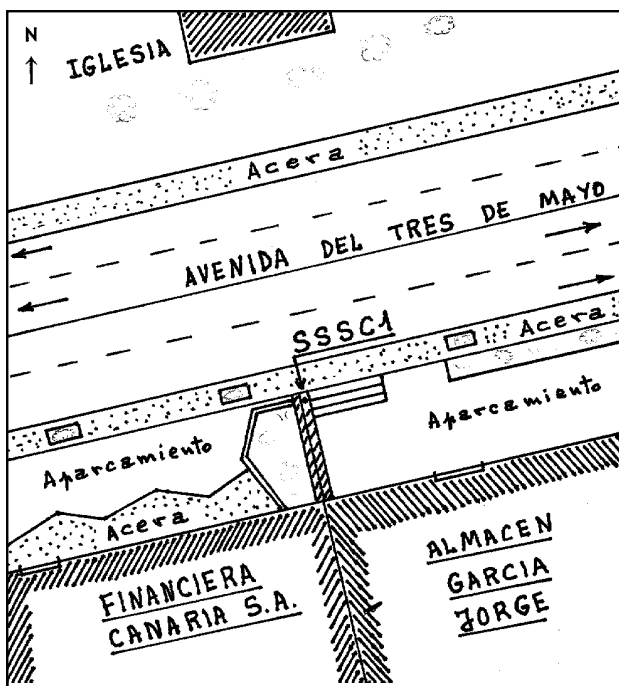 N
IGLESIA
Acera
AVENIDA DEL TRES DE MAYO
SSSC1
Acera
Aparcamiento
Aparcamiento
Acera
FINANCIERA
CANARIA S.A.
ALMACEN
GARCIA
JORGE